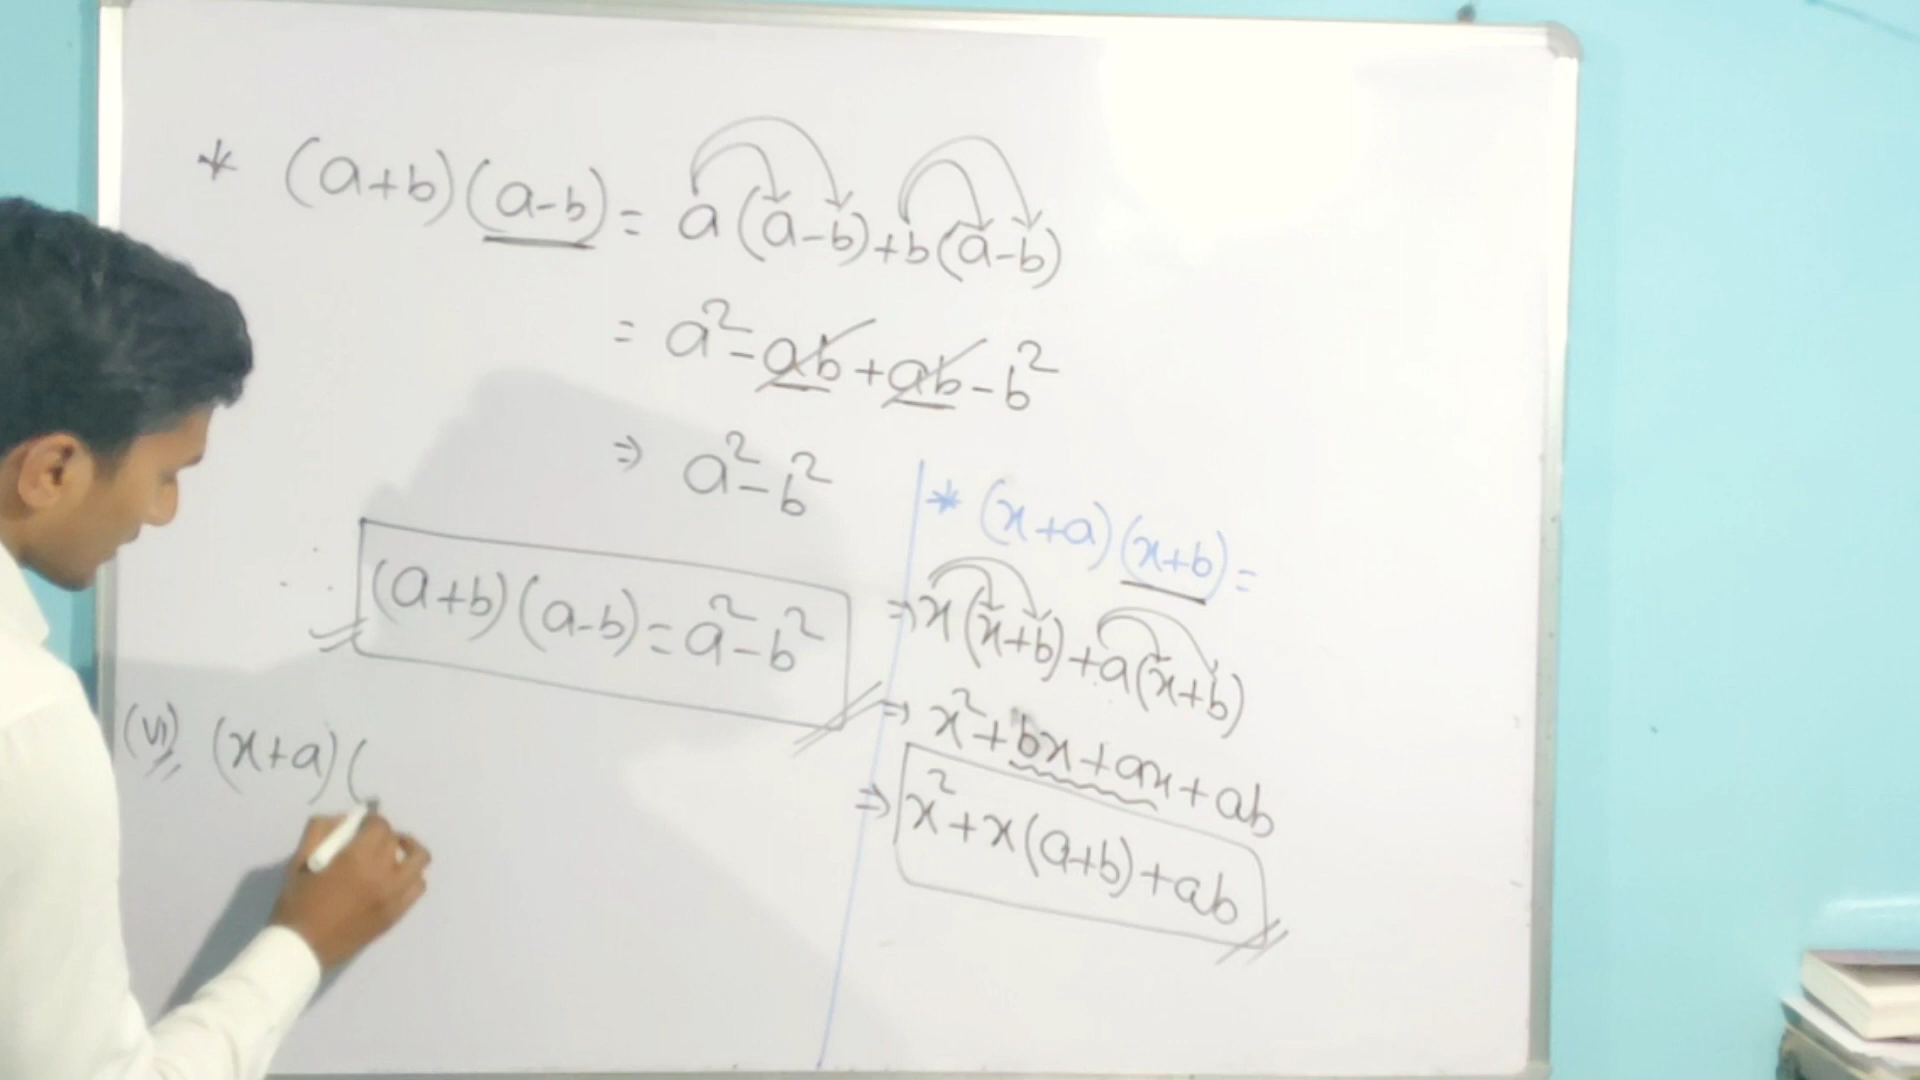 * (a+b)(a-b) = a(a-b)+b(a-b)
= a²-ab+ab-b²
⇒ a²-b²
(a+b)(a-b)=a²-b²
(vi) (x+a)(
* (x+a)(x+b) =
⇒ x(x+b)+a(x+b)
⇒ x²+bx+ax+ab
⇒ x²+x(a+b)+ab